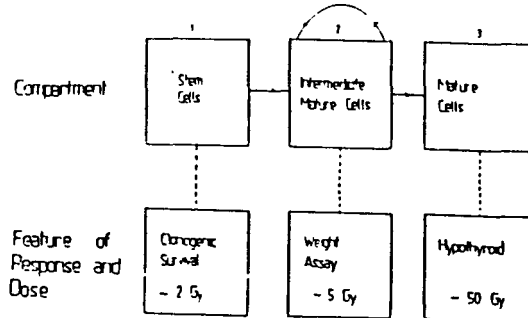 1
2
3
Compartment
Stem
Cells
Intermediate
Mature Cells
Mature
Cells
Feature of
Response and
Dose
Clonogenic
Survival
~ 2 Gy
Weight
Assay
~ 5 Gy
Hypothyroid
~ 50 Gy